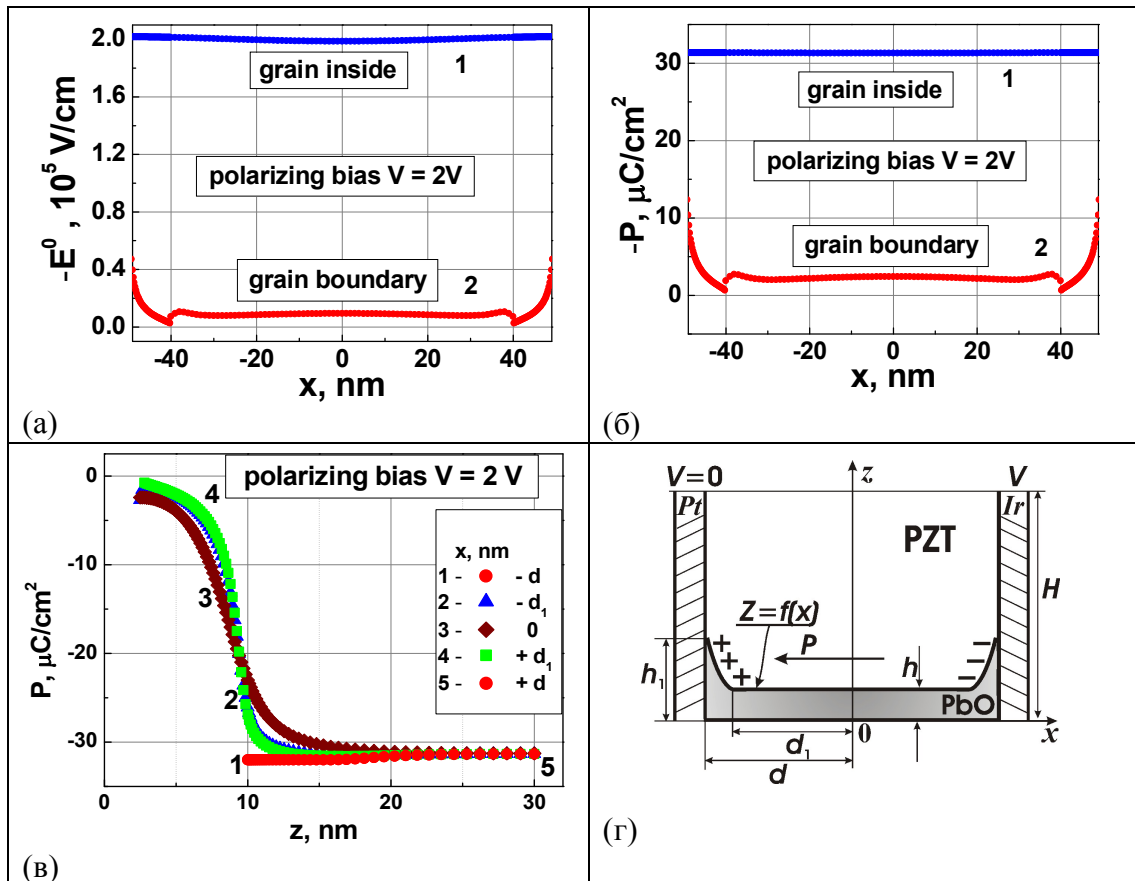 2.0
1.6
1.2
0.8
0.4
0.0
-E⁰ , 10⁵ V/cm
grain inside
1
polarizing bias V = 2V
grain boundary
2
-40 -20 0 20 40
x, nm
(а)
30
20
10
0
-P, μC/cm²
grain inside
1
polarizing bias V = 2V
grain boundary
2
-40 -20 0 20 40
x, nm
(б)
0
-10
-20
-30
P, μC/cm²
polarizing bias V = 2 V
4
3
2
1
5
x, nm
1 - - d
2 - - d₁
3 - 0
4 - + d₁
5 - + d
0 10 20 30
z, nm
(в)
V=0
z
V
Pt
Ir
PZT
H
Z=f(x)
P
+ + +
− − −
h₁
h
PbO
0
x
d₁
d
(г)